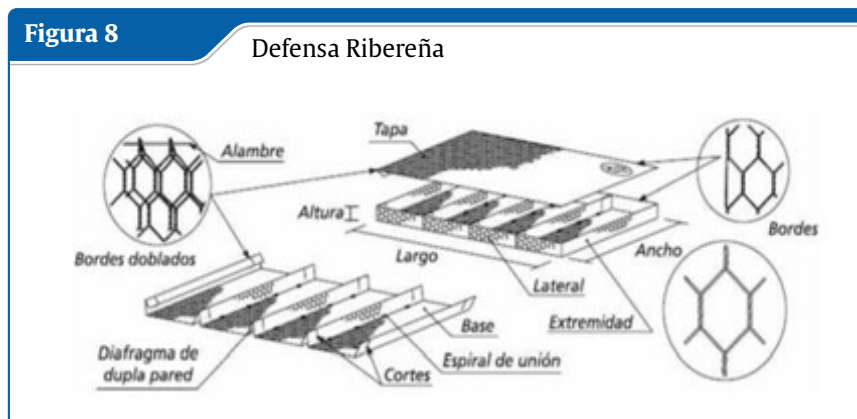 Figura 8
Defensa Ribereña
Tapa
Alambre
Altura
Bordes
Bordes doblados
Largo
Ancho
Lateral
Base
Extremidad
Diafragma de
dupla pared
Espiral de unión
Cortes